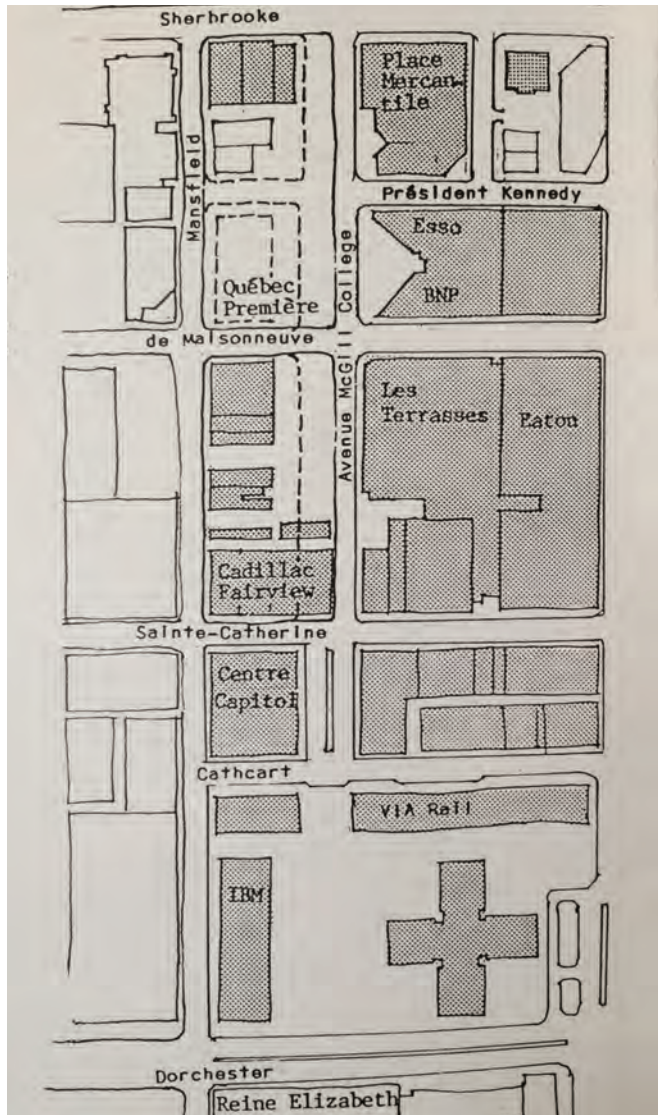 Sherbrooke
Place
Mercan-
tile
Mansfield
Président Kennedy
Esso
BNP
Québec
Première
Avenue McGill College
de Maisonneuve
Les
Terrasses
Eaton
Cadillac
Fairview
Sainte-Catherine
Centre
Capitol
Cathcart
VIA Rail
IBM
Dorchester
Reine Elizabeth